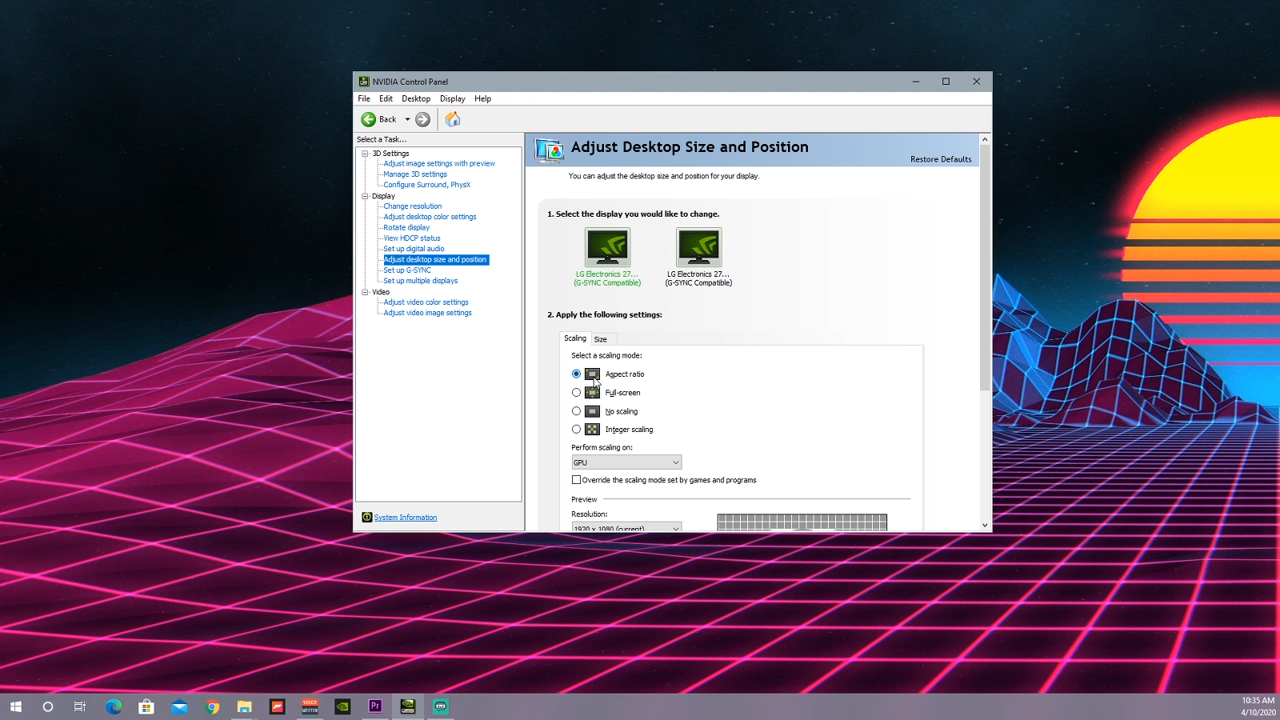 NVIDIA Control Panel
File Edit Desktop Display Help
Back
Select a Task...
3D Settings
Adjust image settings with preview
Manage 3D settings
Configure Surround, PhysX
Display
Change resolution
Adjust desktop color settings
Rotate display
View HDCP status
Set up digital audio
Adjust desktop size and position
Set up G-SYNC
Set up multiple displays
Video
Adjust video color settings
Adjust video image settings
System Information
Adjust Desktop Size and Position
Restore Defaults
You can adjust the desktop size and position for your display.
1. Select the display you would like to change.
LG Electronics 27...
(G-SYNC Compatible)
LG Electronics 27...
(G-SYNC Compatible)
2. Apply the following settings:
Scaling Size
Select a scaling mode:
Aspect ratio
Full-screen
No scaling
Integer scaling
Perform scaling on:
GPU
Override the scaling mode set by games and programs
Preview
Resolution:
1920 x 1080 (current)
Pr
10:35 AM
4/10/2020